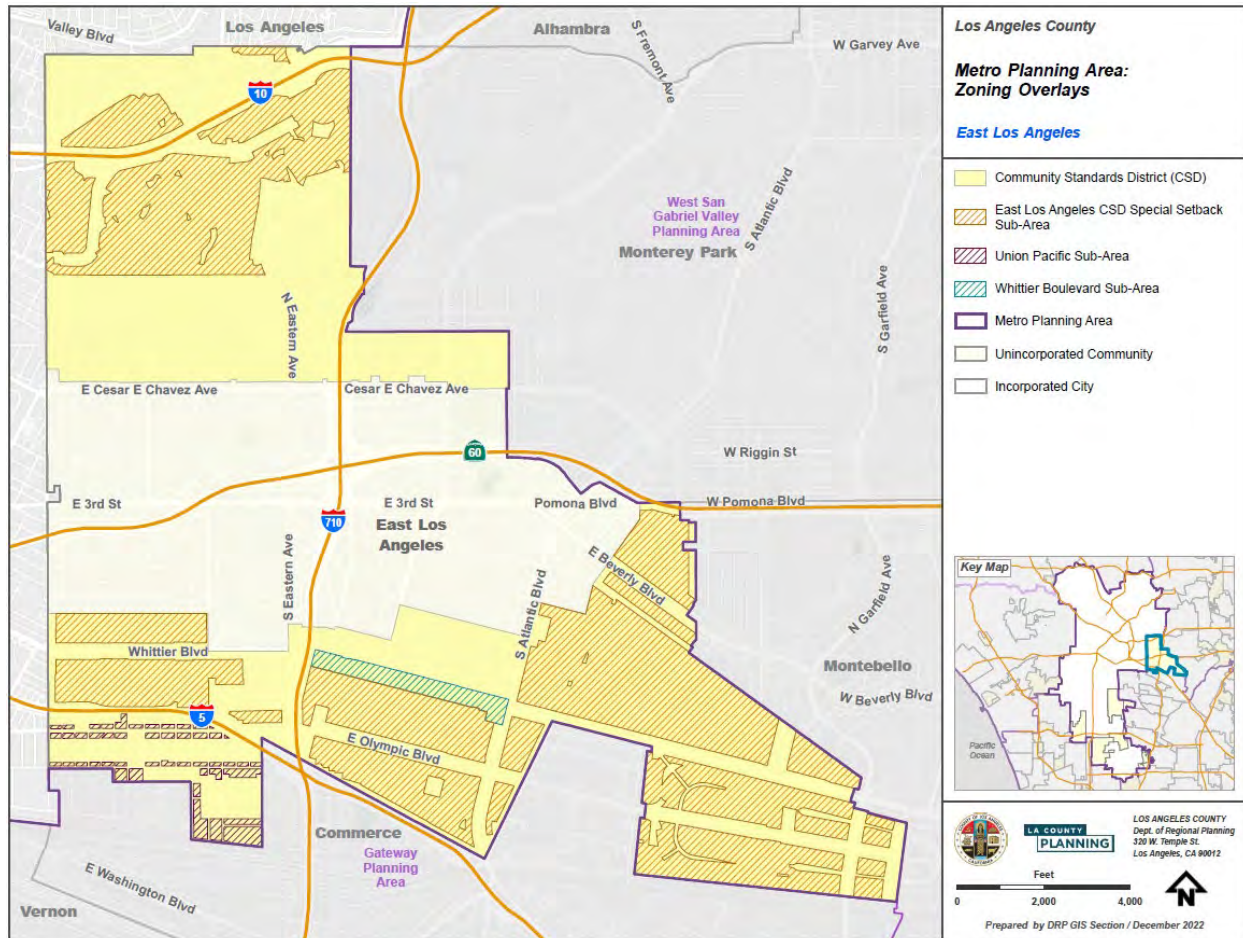 Los Angeles
Valley Blvd
Alhambra
S Fremont Ave
W Garvey Ave
10
West San
Gabriel Valley
Planning Area
Monterey Park
S Atlantic Blvd
S Garfield Ave
N Eastern Ave
E Cesar E Chavez Ave
Cesar E Chavez Ave
60
W Riggin St
E 3rd St
E 3rd St
Pomona Blvd
W Pomona Blvd
710
East Los
Angeles
S Eastern Ave
E Beverly Blvd
S Atlantic Blvd
N Garfield Ave
Whittier Blvd
Montebello
W Beverly Blvd
5
E Olympic Blvd
Commerce
Gateway
Planning
Area
E Washington Blvd
Vernon
Los Angeles County
Metro Planning Area:
Zoning Overlays
East Los Angeles
Community Standards District (CSD)
East Los Angeles CSD Special Setback
Sub-Area
Union Pacific Sub-Area
Whittier Boulevard Sub-Area
Metro Planning Area
Unincorporated Community
Incorporated City
Key Map
Pacific
Ocean
LA COUNTY
PLANNING
LOS ANGELES COUNTY
Dept. of Regional Planning
320 W. Temple St.
Los Angeles, CA 90012
Feet
0 2,000 4,000
N
Prepared by DRP GIS Section / December 2022